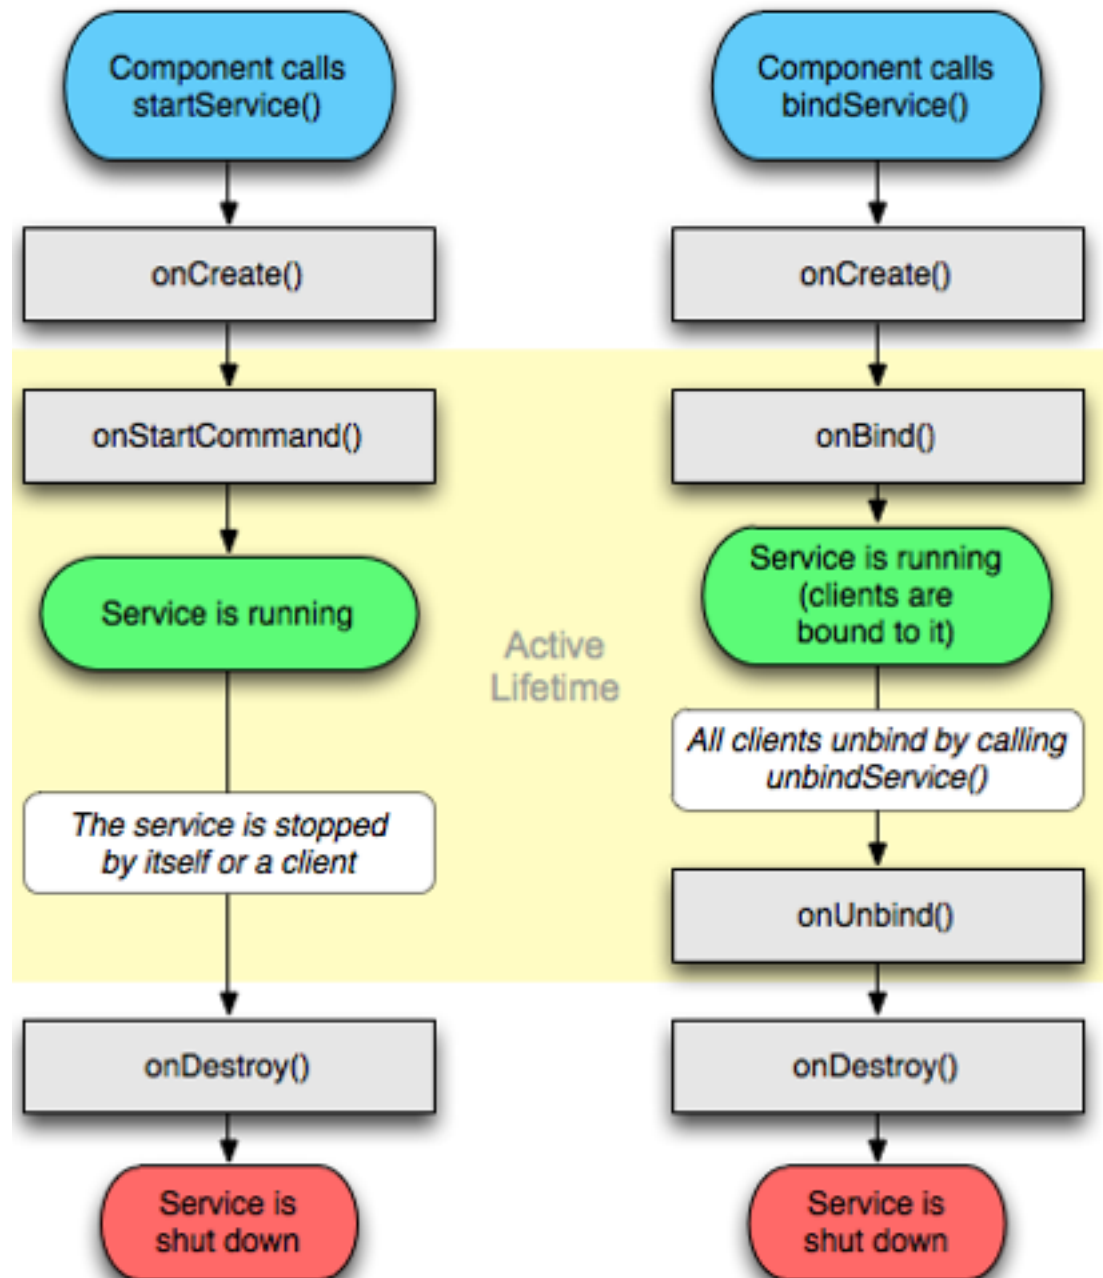 Component calls
startService()
onCreate()
onStartCommand()
Service is running
The service is stopped
by itself or a client
onDestroy()
Service is
shut down
Active
Lifetime
Component calls
bindService()
onCreate()
onBind()
Service is running
(clients are
bound to it)
All clients unbind by calling
unbindService()
onUnbind()
onDestroy()
Service is
shut down